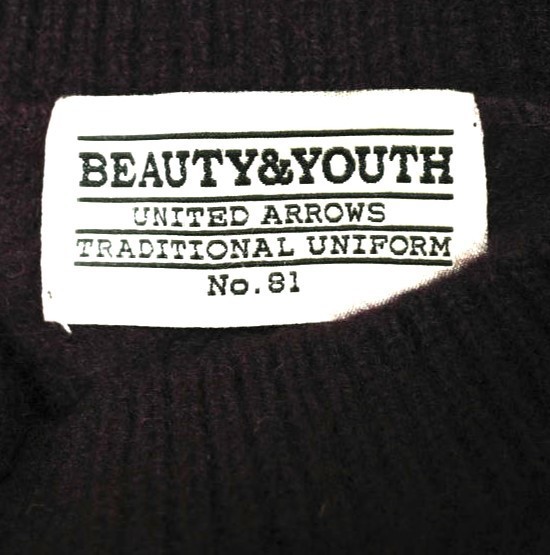 BEAUTY&YOUTH
UNITED ARROWS
TRADITIONAL UNIFORM
No.81